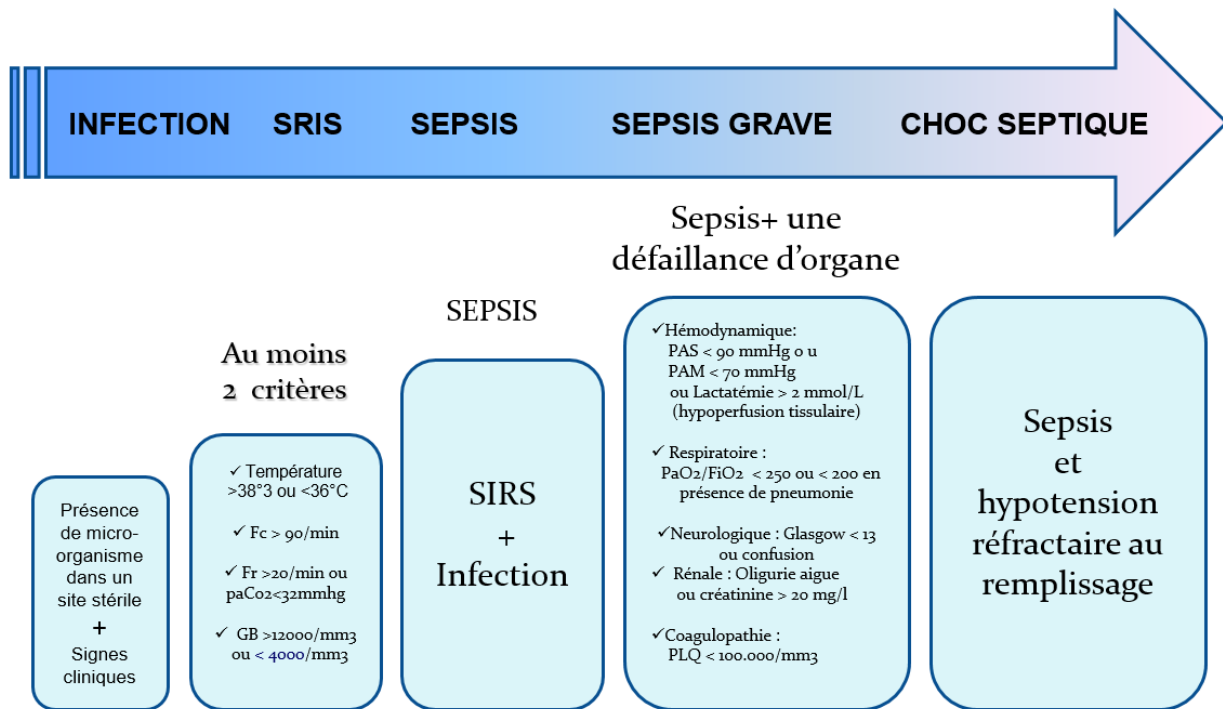 INFECTION
SRIS
SEPSIS
SEPSIS GRAVE
CHOC SEPTIQUE
Présence
de micro-
organisme
dans un
site stérile
+
Signes
cliniques
Au moins
2 critères
✓ Température
>38°3 ou <36°C
✓ Fc > 90/min
✓ Fr >20/min ou
paCo2<32mmhg
✓ GB >12000/mm3
ou < 4000/mm3
SEPSIS
SIRS
+
Infection
Sepsis+ une
défaillance d’organe
✓Hémodynamique:
PAS < 90 mmHg o u
PAM < 70 mmHg
ou Lactatémie > 2 mmol/L
(hypoperfusion tissulaire)
✓ Respiratoire :
PaO2/FiO2 < 250 ou < 200 en
présence de pneumonie
✓Neurologique : Glasgow < 13
ou confusion
✓ Rénale : Oligurie aigue
ou créatinine > 20 mg/l
✓Coagulopathie :
PLQ < 100.000/mm3
Sepsis
et
hypotension
réfractaire au
remplissage